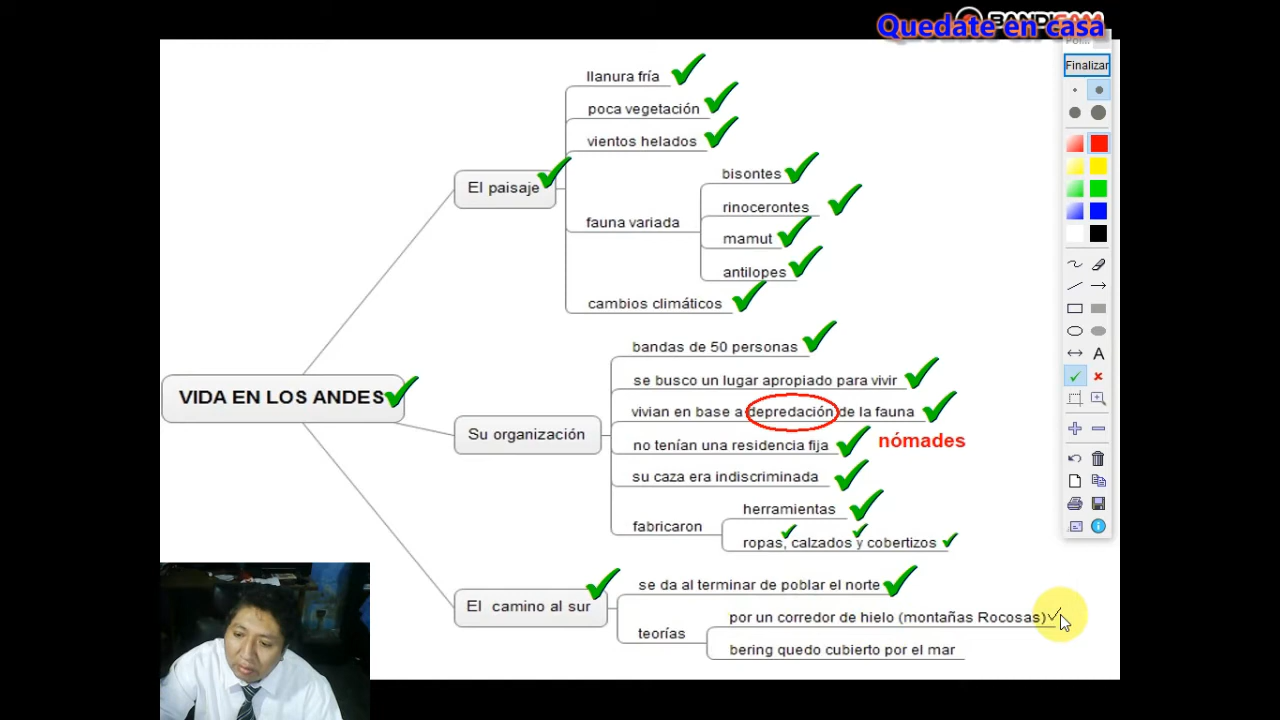 BANDICAM
Quedate en casa
Finalizar
llanura fría
poca vegetación
vientos helados
El paisaje
bisontes
rinocerontes
fauna variada
mamut
antilopes
cambios climáticos
bandas de 50 personas
se busco un lugar apropiado para vivir
VIDA EN LOS ANDES
vivian en base a depredación de la fauna
Su organización
no tenían una residencia fija
nómades
su caza era indiscriminada
herramientas
fabricaron
ropas, calzados y cobertizos
se da al terminar de poblar el norte
El camino al sur
por un corredor de hielo (montañas Rocosas)
teorías
bering quedo cubierto por el mar
A